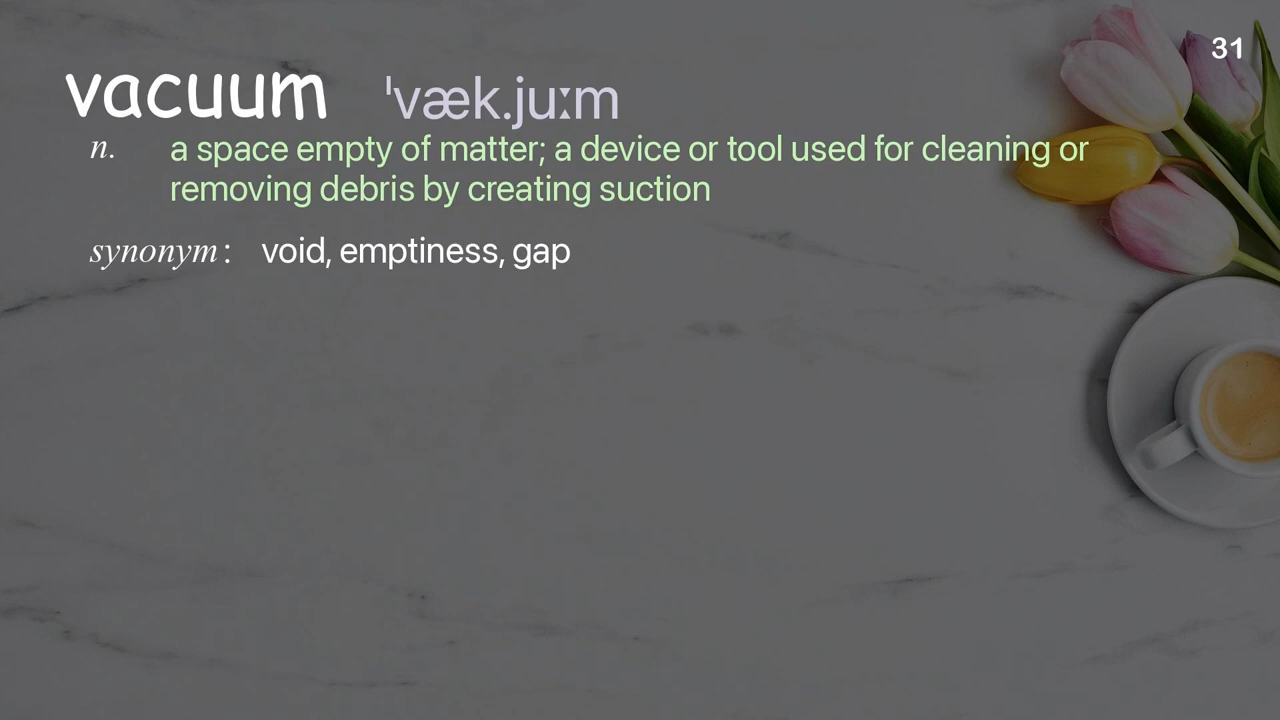 31
vacuum ˈvæk.juːm
n. a space empty of matter; a device or tool used for cleaning or
removing debris by creating suction
synonym: void, emptiness, gap